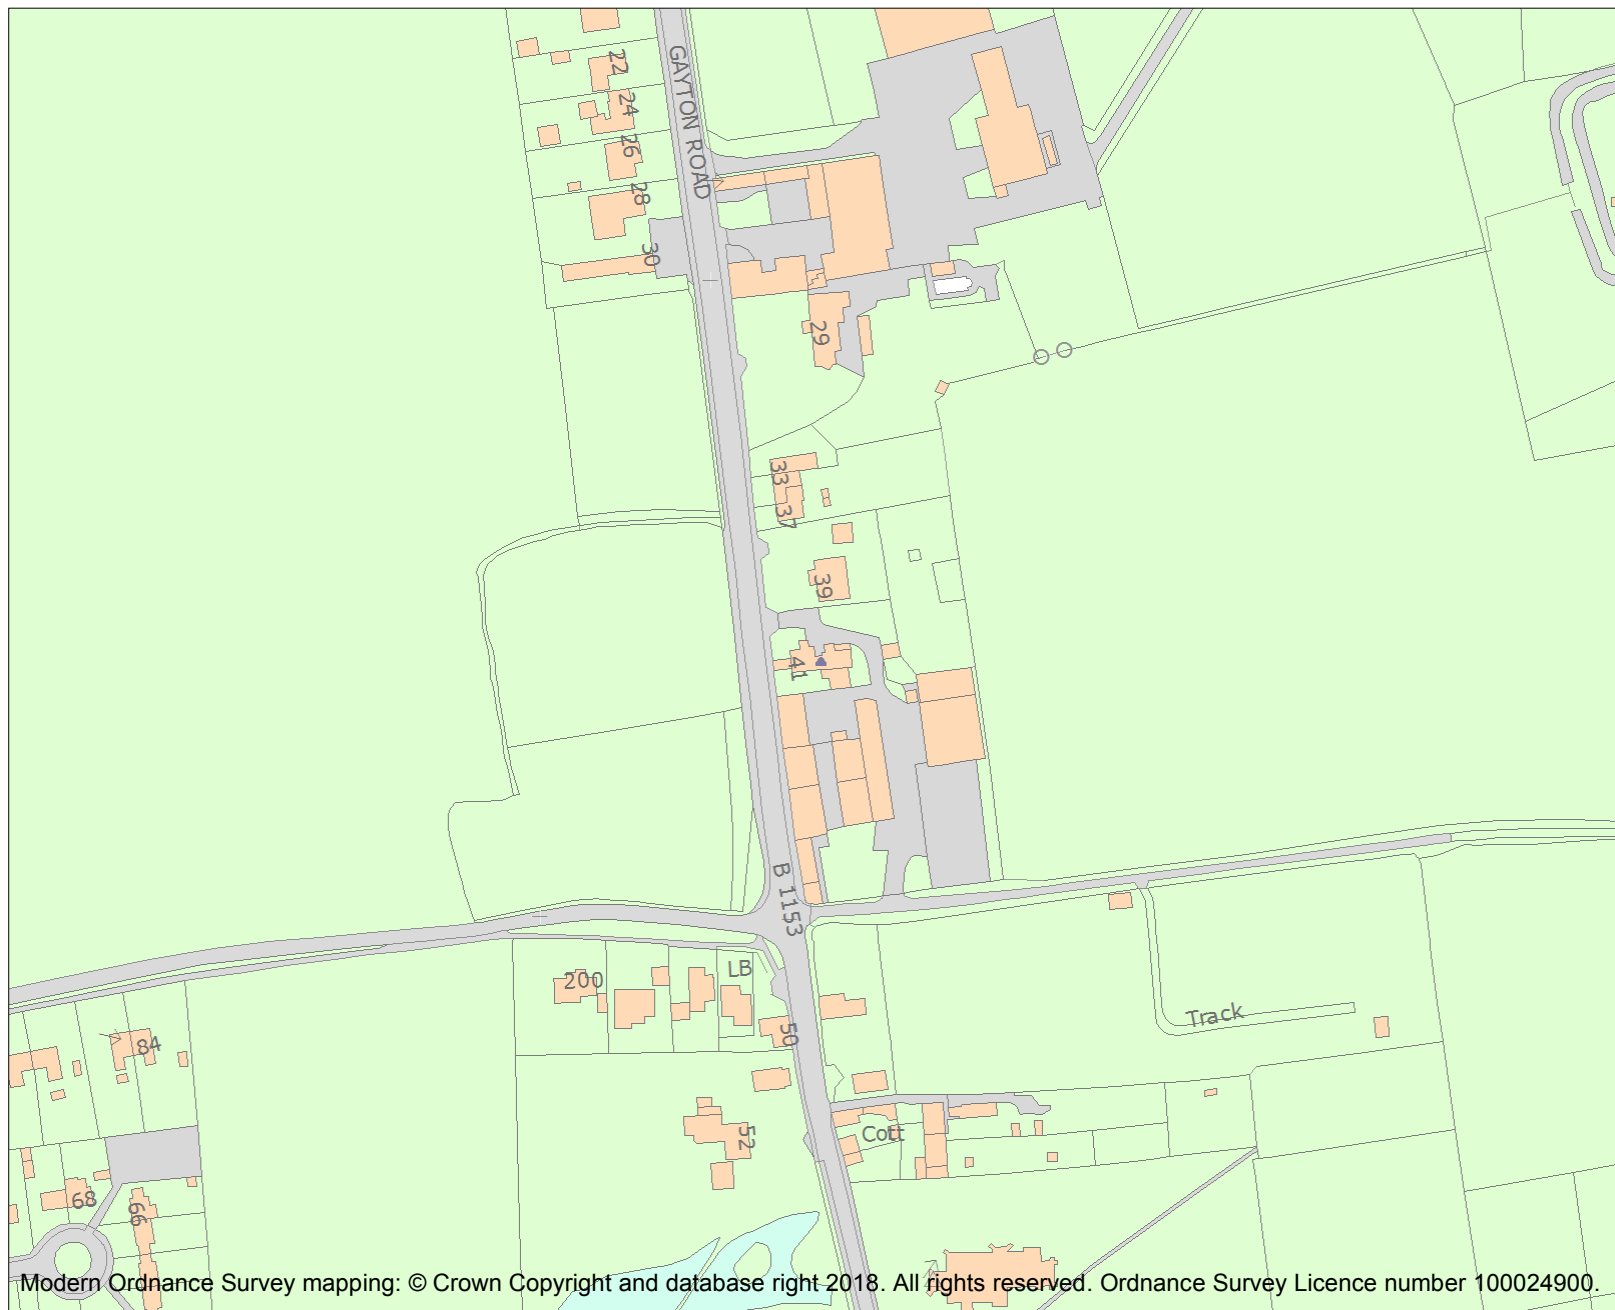 GAYTON ROAD
22
24
26
28
30
29
33
37
39
41
B 1153
200
LB
50
84
Track
52
Cott
68
66
Modern Ordnance Survey mapping: © Crown Copyright and database right 2018. All rights reserved. Ordnance Survey Licence number 100024900.